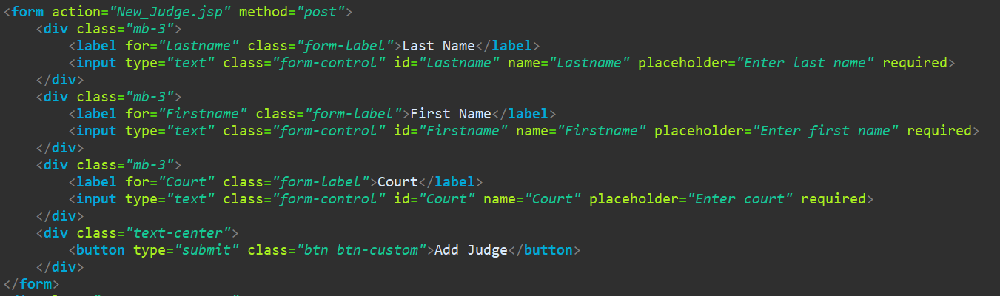 <form action="New_Judge.jsp" method="post">
    <div class="mb-3">
        <label for="Lastname" class="form-label">Last Name</label>
        <input type="text" class="form-control" id="Lastname" name="Lastname" placeholder="Enter last name" required>
    </div>
    <div class="mb-3">
        <label for="Firstname" class="form-label">First Name</label>
        <input type="text" class="form-control" id="Firstname" name="Firstname" placeholder="Enter first name" required>
    </div>
    <div class="mb-3">
        <label for="Court" class="form-label">Court</label>
        <input type="text" class="form-control" id="Court" name="Court" placeholder="Enter court" required>
    </div>
    <div class="text-center">
        <button type="submit" class="btn btn-custom">Add Judge</button>
    </div>
</form>